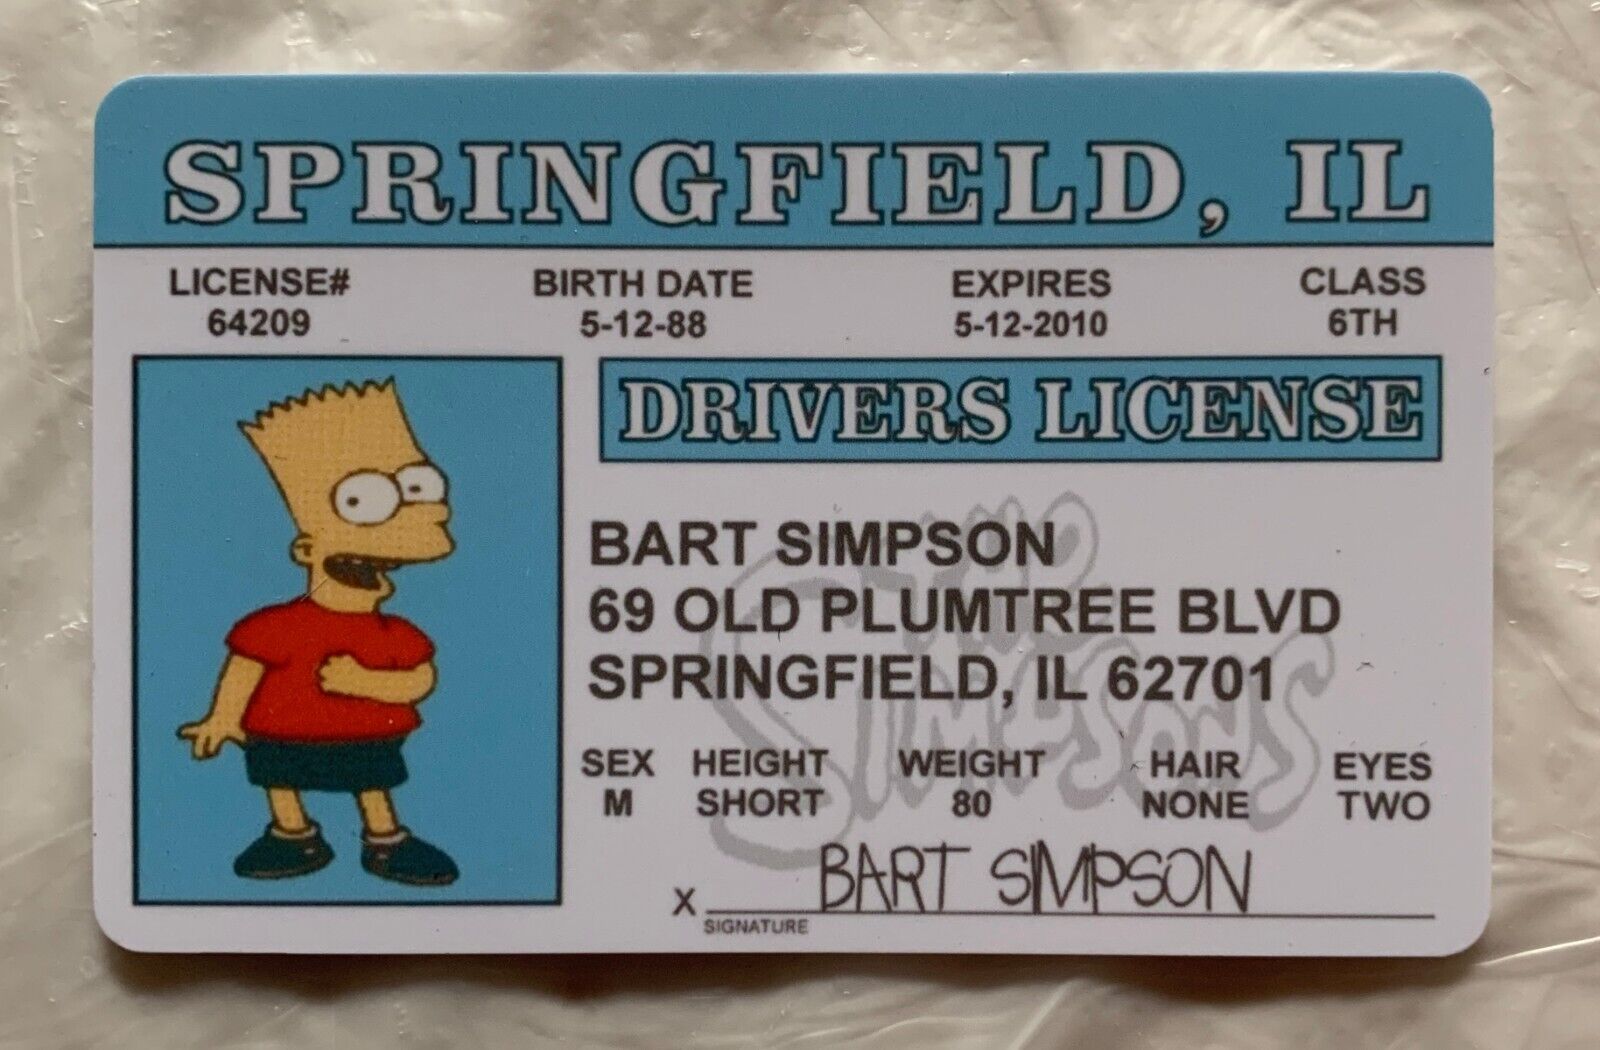 SPRINGFIELD, IL
LICENSE# BIRTH DATE EXPIRES CLASS
64209 5-12-88 5-12-2010 6TH
DRIVERS LICENSE
BART SIMPSON
69 OLD PLUMTREE BLVD
SPRINGFIELD, IL 62701
THE SIMPSONS
SEX HEIGHT WEIGHT HAIR EYES
M SHORT 80 NONE TWO
X BART SIMPSON
SIGNATURE